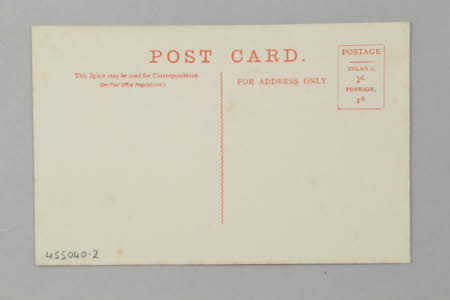 POST CARD.
This Space may be used for Correspondence.
(See Post Office Regulations.)
FOR ADDRESS ONLY.
POSTAGE
INLAND,
½d.
FOREIGN,
1d.
455040·2